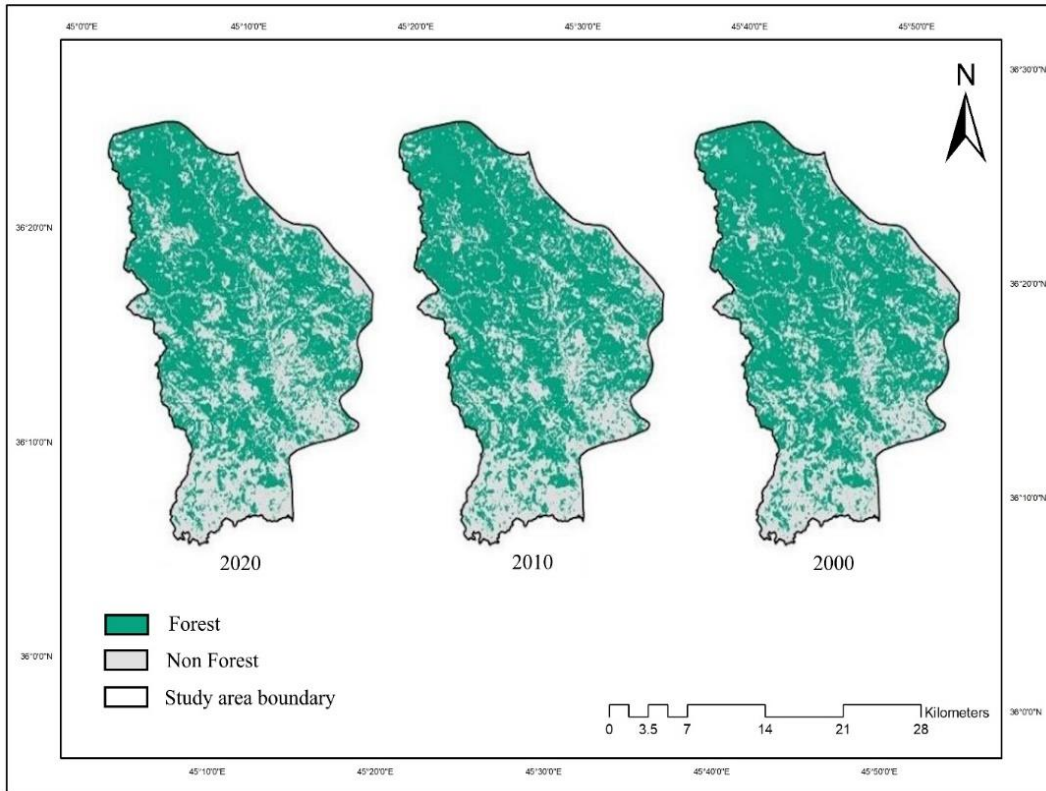 45°0'0"E 45°10'0"E 45°20'0"E 45°30'0"E 45°40'0"E 45°50'0"E
36°30'0"N
N
36°20'0"N
36°20'0"N
36°10'0"N
36°10'0"N
2020 2010 2000
Forest
Non Forest
Study area boundary
36°0'0"N
36°0'0"N
Kilometers
0 3.5 7 14 21 28
45°10'0"E 45°20'0"E 45°30'0"E 45°40'0"E 45°50'0"E